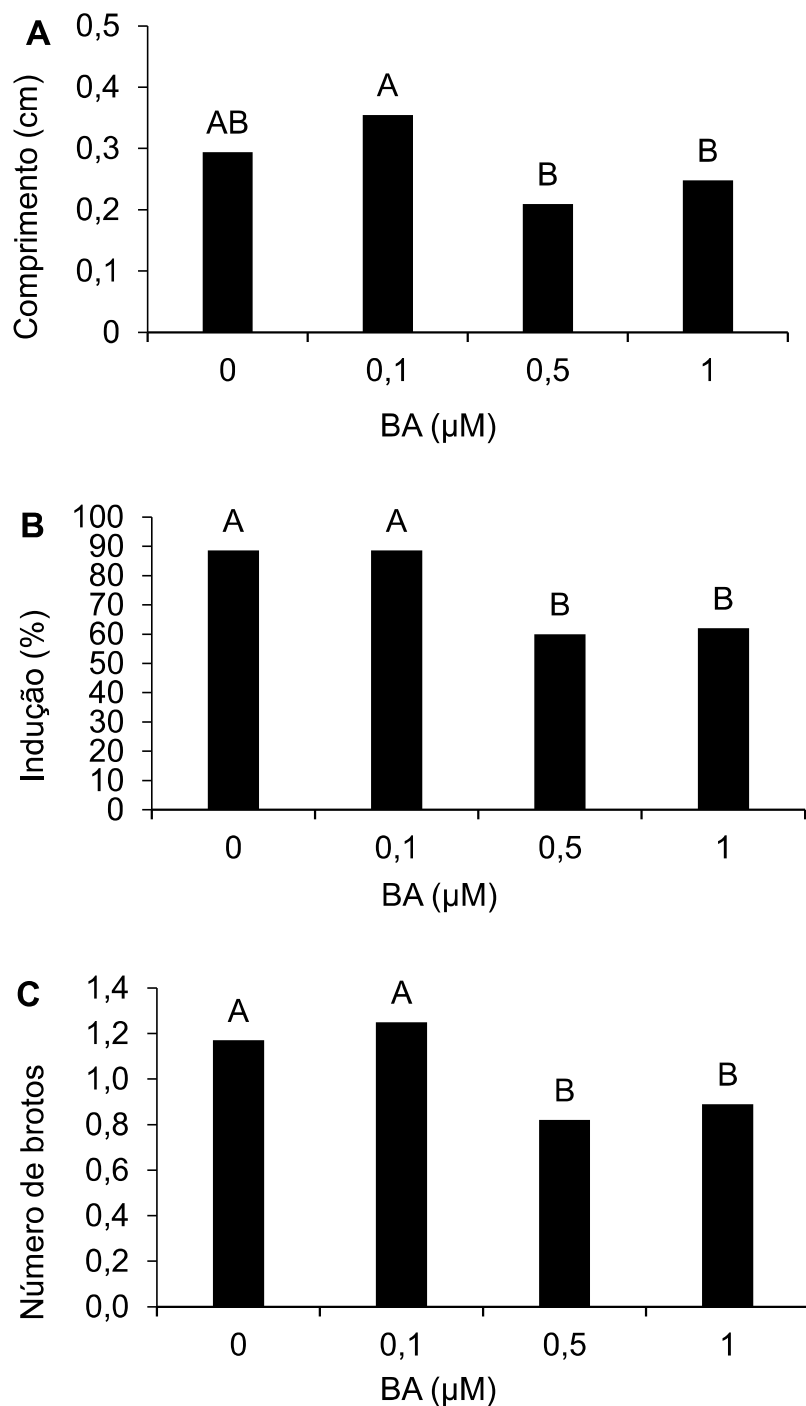 A
0,5
0,4
0,3
0,2
0,1
0
Comprimento (cm)
AB
A
B
B
0 0,1 0,5 1
BA (µM)
B
100
90
80
70
60
50
40
30
20
10
0
Indução (%)
A
A
B
B
0 0,1 0,5 1
BA (µM)
C
1,4
1,2
1,0
0,8
0,6
0,4
0,2
0,0
Número de brotos
A
A
B
B
0 0,1 0,5 1
BA (µM)